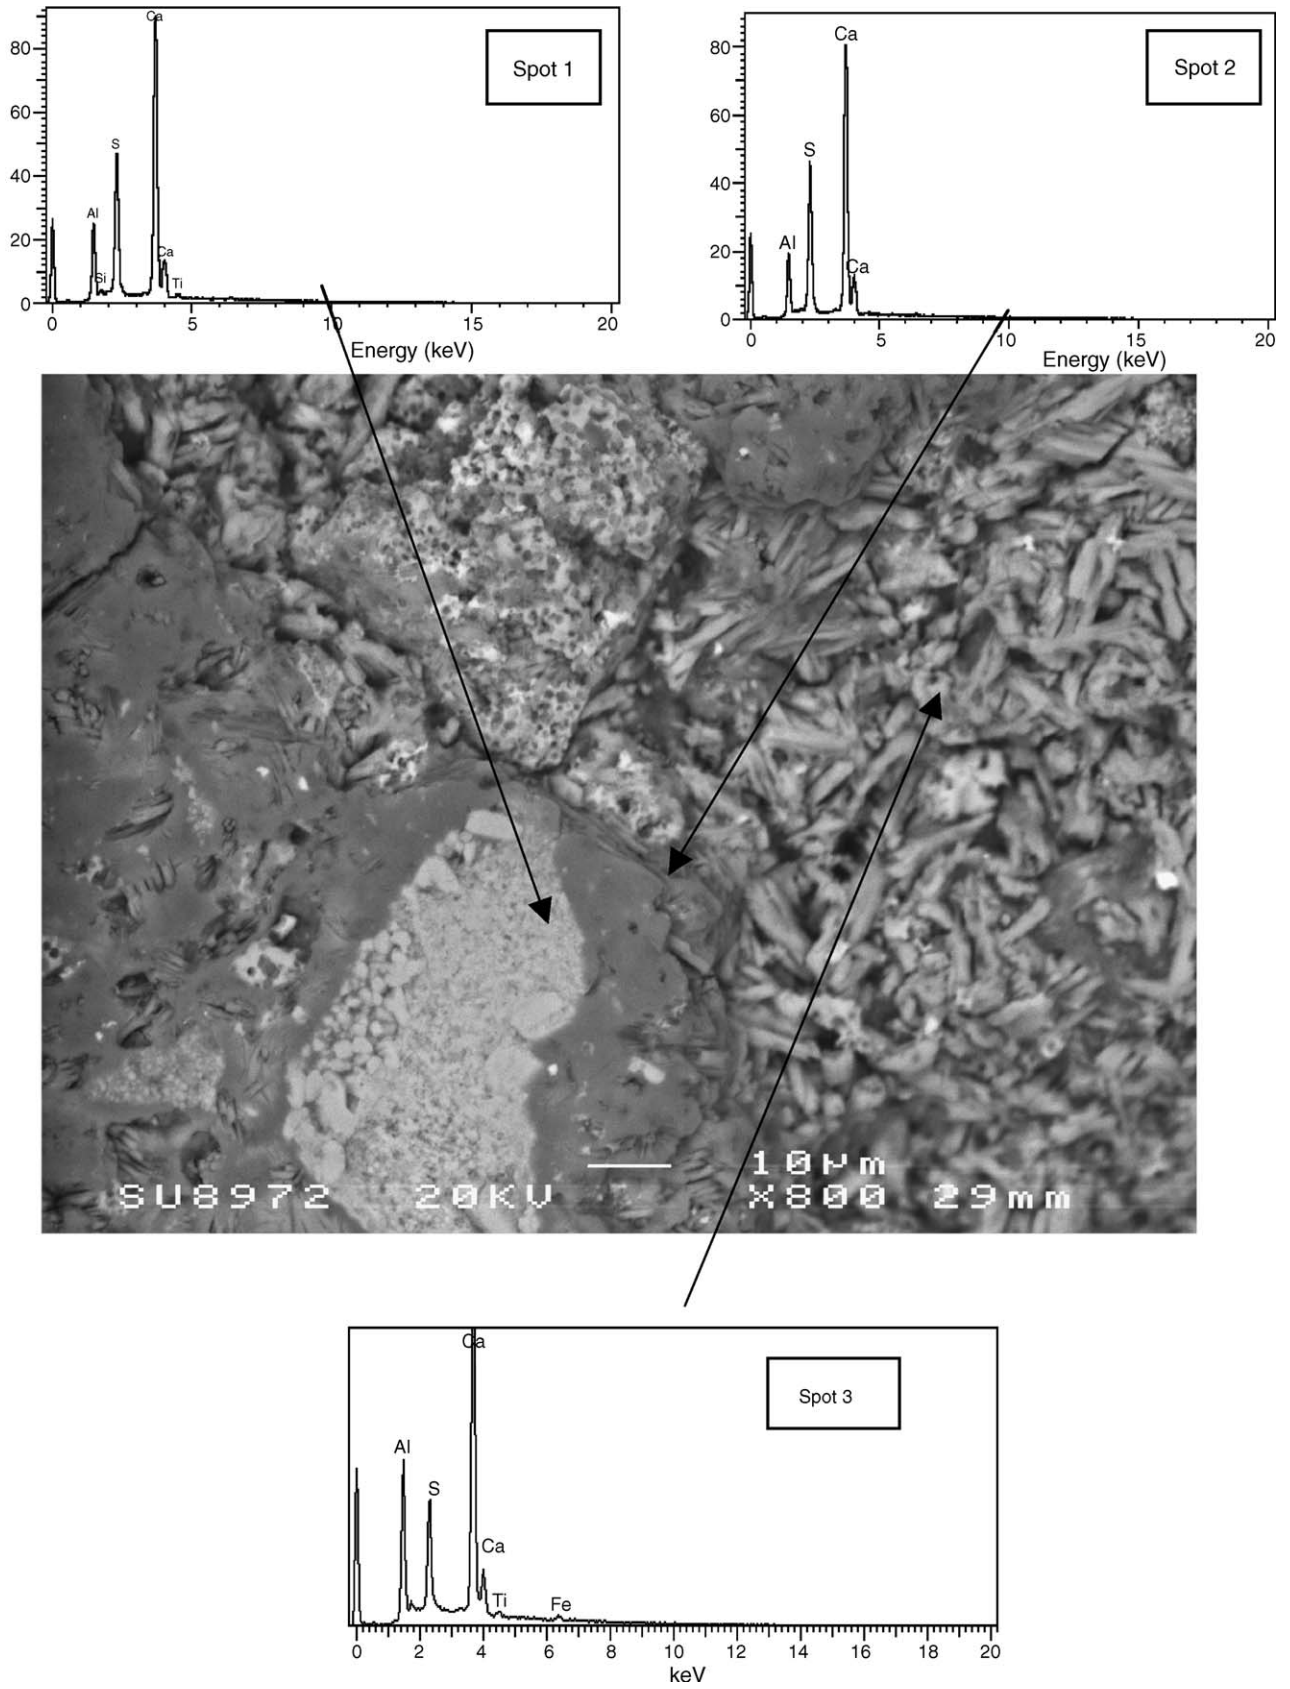 Spot 1
Ca
S
Al
Si
Ca
Ti
80
60
40
20
0
0 5 10 15 20
Energy (keV)
Spot 2
Ca
S
Al
Ca
80
60
40
20
0
0 5 10 15 20
Energy (keV)
10μm
SU8972 20KV X800 29mm
Spot 3
Ca
Al
S
Ca
Ti
Fe
0 2 4 6 8 10 12 14 16 18 20
keV